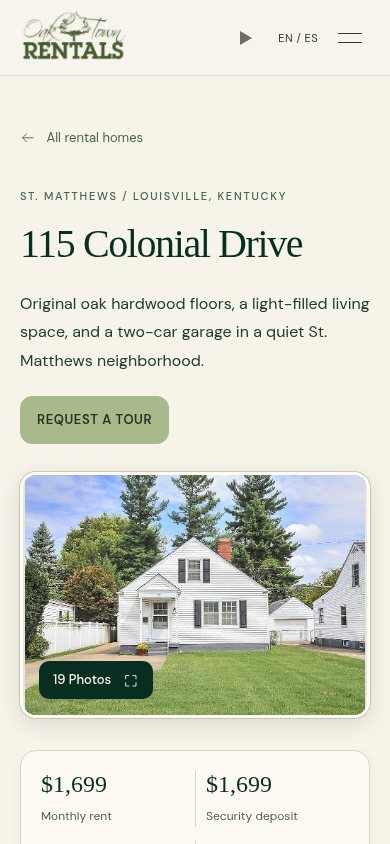 Oak Town
RENTALS
EN / ES
← All rental homes
ST. MATTHEWS / LOUISVILLE, KENTUCKY
115 Colonial Drive
Original oak hardwood floors, a light-filled living
space, and a two-car garage in a quiet St.
Matthews neighborhood.
REQUEST A TOUR
19 Photos
$1,699
Monthly rent
$1,699
Security deposit